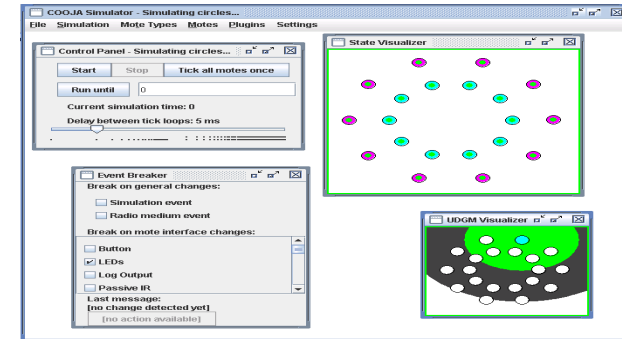 COOJA Simulator - Simulating circles...
File Simulation Mote Types Motes Plugins Settings
Control Panel - Simulating circles...
Start Stop Tick all motes once
Run until 0
Current simulation time: 0
Delay between tick loops: 5 ms
State Visualizer
Event Breaker
Break on general changes:
Simulation event
Radio medium event
Break on mote interface changes:
Button
LEDs
Log Output
Passive IR
Last message:
[no change detected yet]
[no action available]
UDGM Visualizer